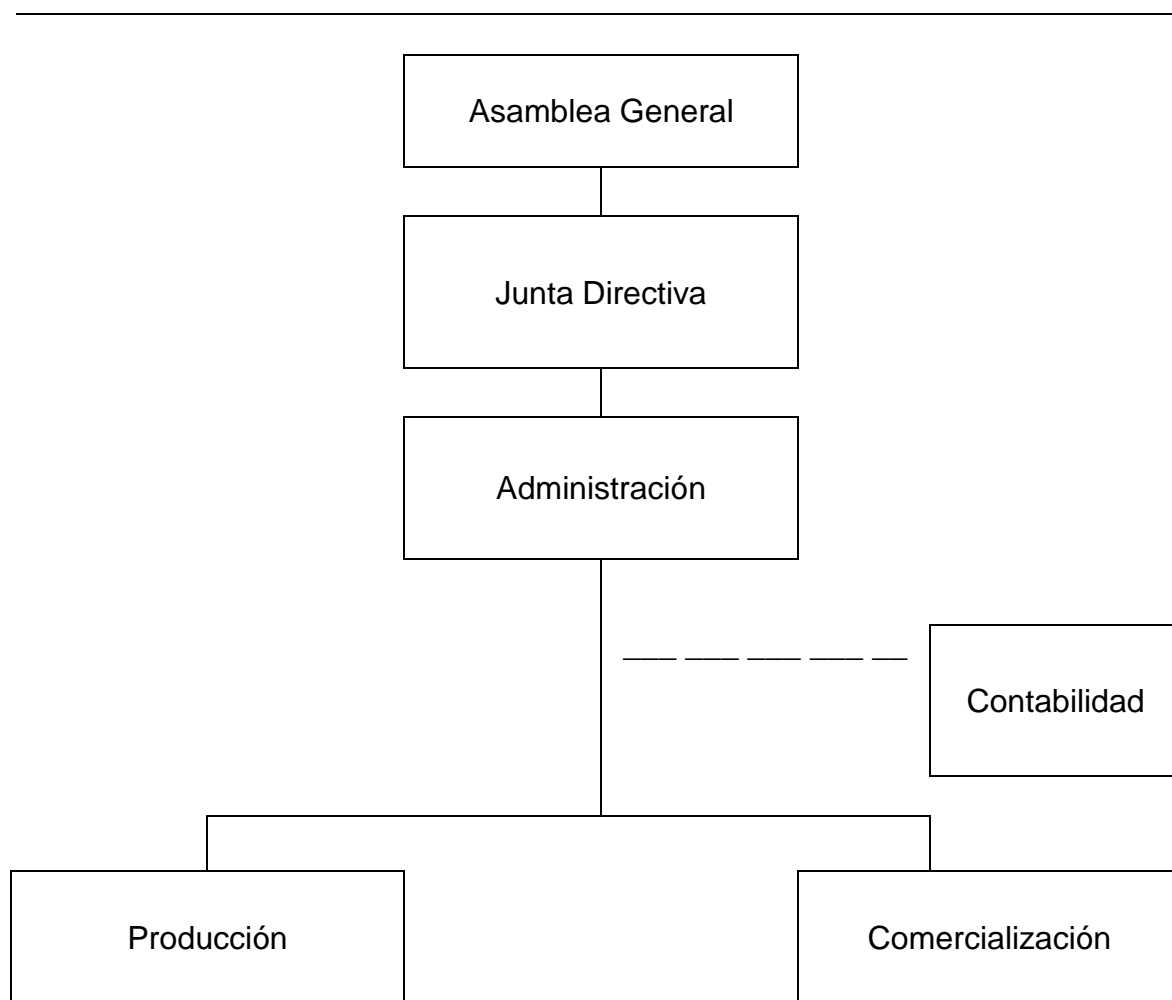 Asamblea General
Junta Directiva
Administración
Contabilidad
Producción
Comercialización